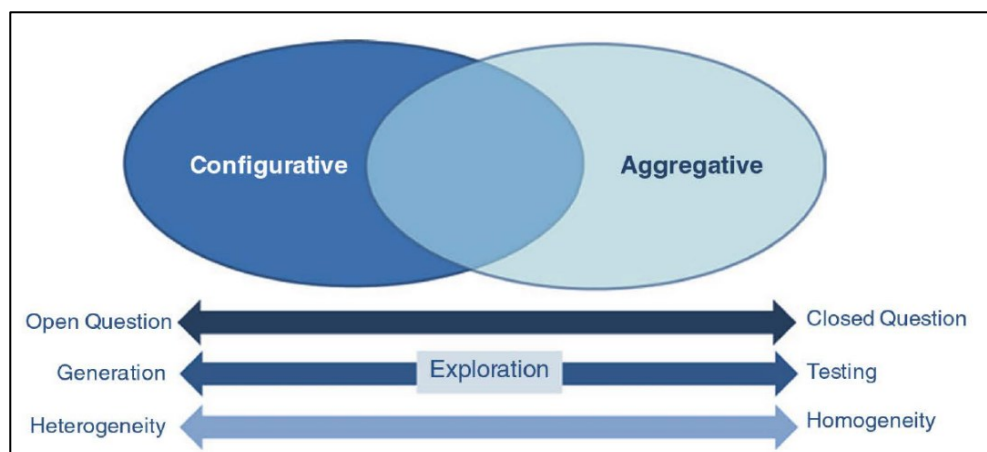 Configurative
Aggregative
Open Question
Closed Question
Generation
Exploration
Testing
Heterogeneity
Homogeneity